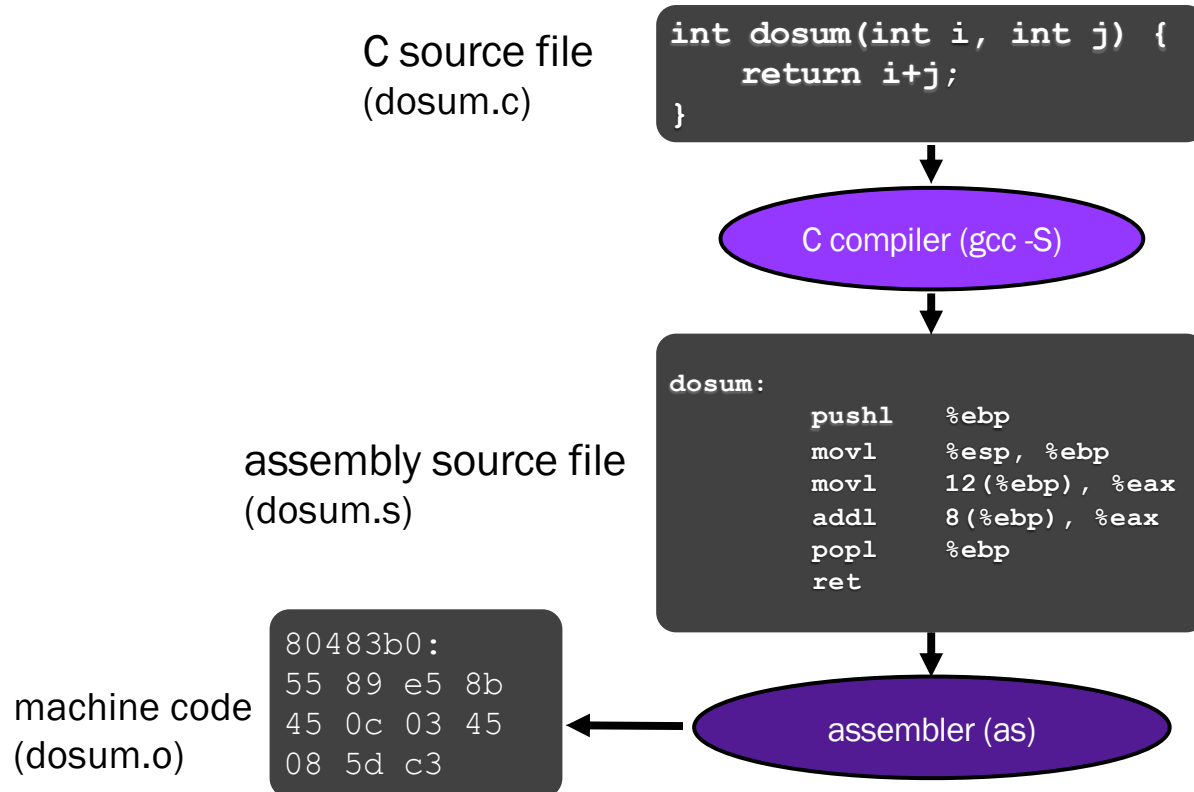 C source file
(dosum.c)
int dosum(int i, int j) {
    return i+j;
}
C compiler (gcc -S)
assembly source file
(dosum.s)
dosum:
        pushl   %ebp
        movl    %esp, %ebp
        movl    12(%ebp), %eax
        addl    8(%ebp), %eax
        popl    %ebp
        ret
assembler (as)
machine code
(dosum.o)
80483b0:
55 89 e5 8b
45 0c 03 45
08 5d c3